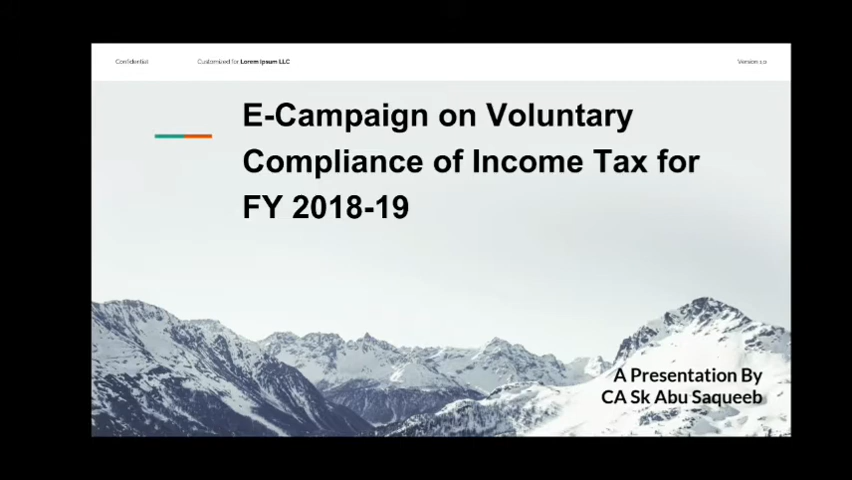 Confidential Customized for Lorem Ipsum LLC Version 1.0
E-Campaign on Voluntary
Compliance of Income Tax for
FY 2018-19
A Presentation By
CA Sk Abu Saqueeb